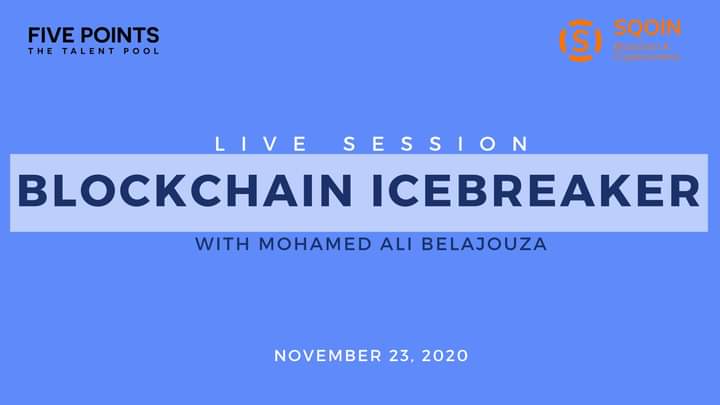 FIVE POINTS
THE TALENT POOL
SQOIN
LIVE SESSION
BLOCKCHAIN ICEBREAKER
WITH MOHAMED ALI BELAJOUZA
NOVEMBER 23, 2020